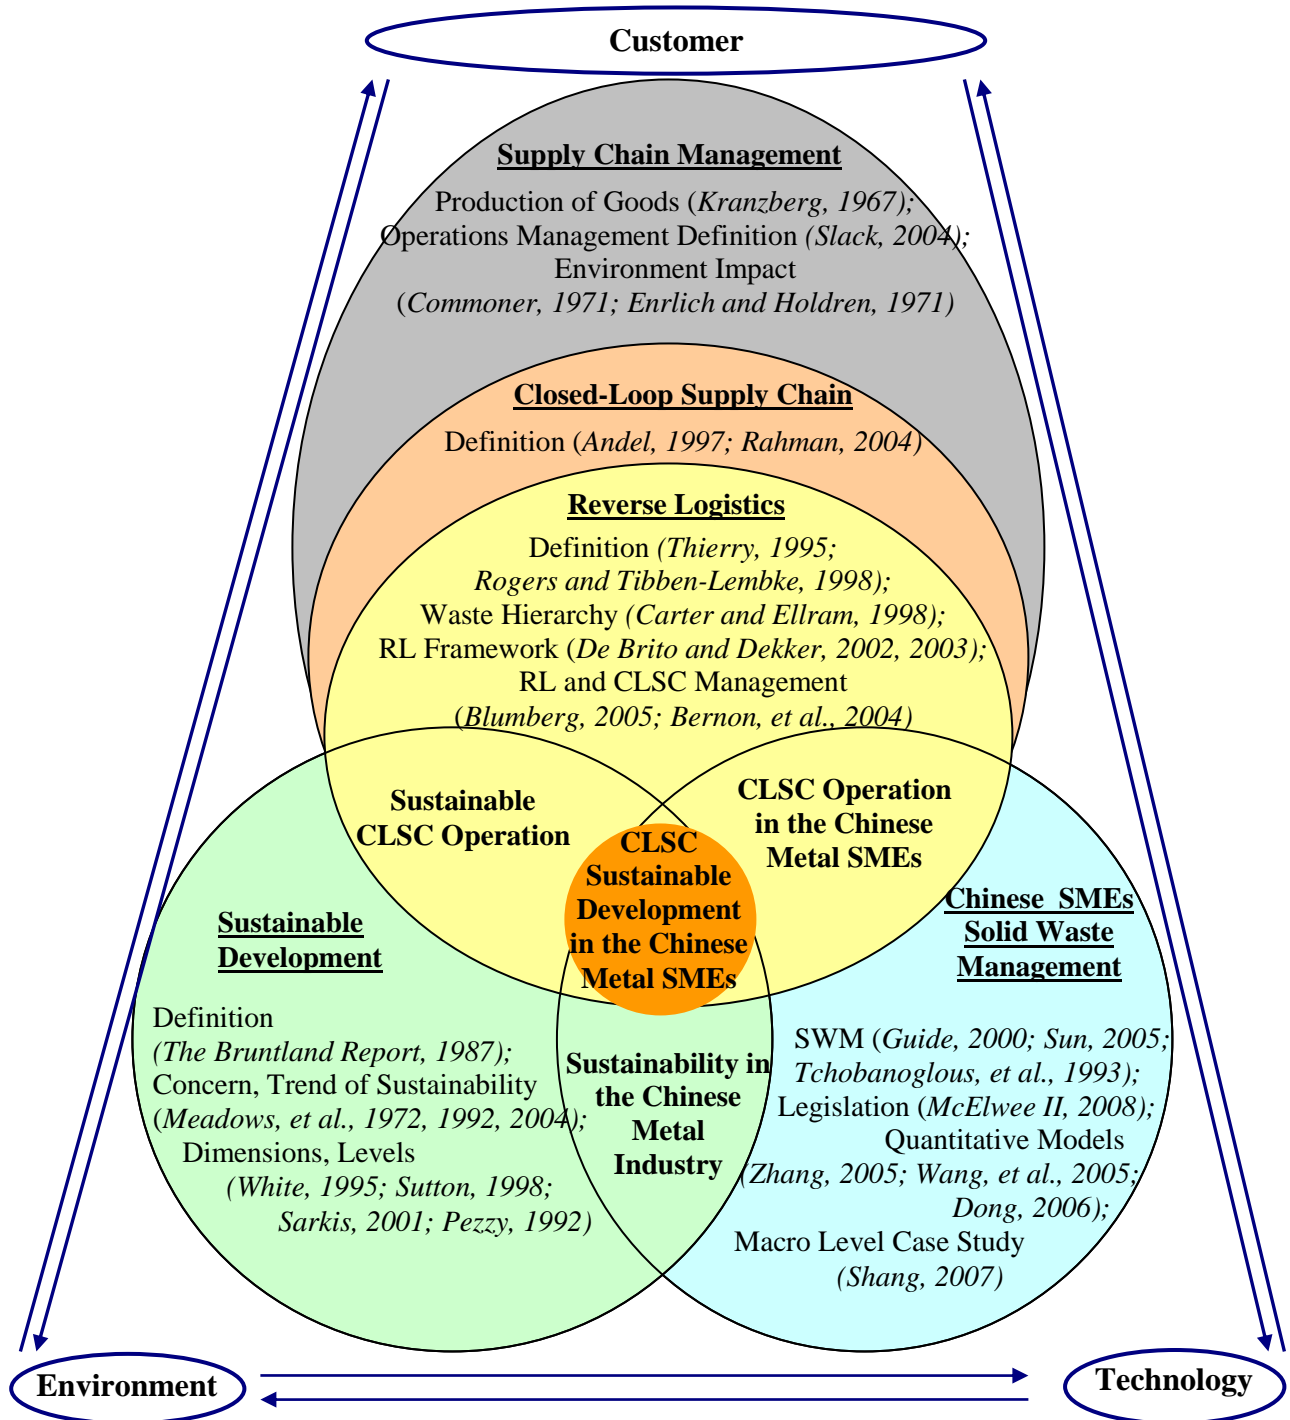 Customer
Supply Chain Management
Production of Goods (Kranzberg, 1967);
Operations Management Definition (Slack, 2004);
Environment Impact
(Commoner, 1971; Enrlich and Holdren, 1971)
Closed-Loop Supply Chain
Definition (Andel, 1997; Rahman, 2004)
Reverse Logistics
Definition (Thierry, 1995;
Rogers and Tibben-Lembke, 1998);
Waste Hierarchy (Carter and Ellram, 1998);
RL Framework (De Brito and Dekker, 2002, 2003);
RL and CLSC Management
(Blumberg, 2005; Bernon, et al., 2004)
Sustainable
CLSC Operation
CLSC Operation
in the Chinese
Metal SMEs
CLSC
Sustainable
Development
in the Chinese
Metal SMEs
Sustainable
Development
Definition
(The Bruntland Report, 1987);
Concern, Trend of Sustainability
(Meadows, et al., 1972, 1992, 2004);
Dimensions, Levels
(White, 1995; Sutton, 1998;
Sarkis, 2001; Pezzy, 1992)
Sustainability in
the Chinese
Metal
Industry
Chinese SMEs
Solid Waste
Management
SWM (Guide, 2000; Sun, 2005;
Tchobanoglous, et al., 1993);
Legislation (McElwee II, 2008);
Quantitative Models
(Zhang, 2005; Wang, et al., 2005;
Dong, 2006);
Macro Level Case Study
(Shang, 2007)
Environment
Technology